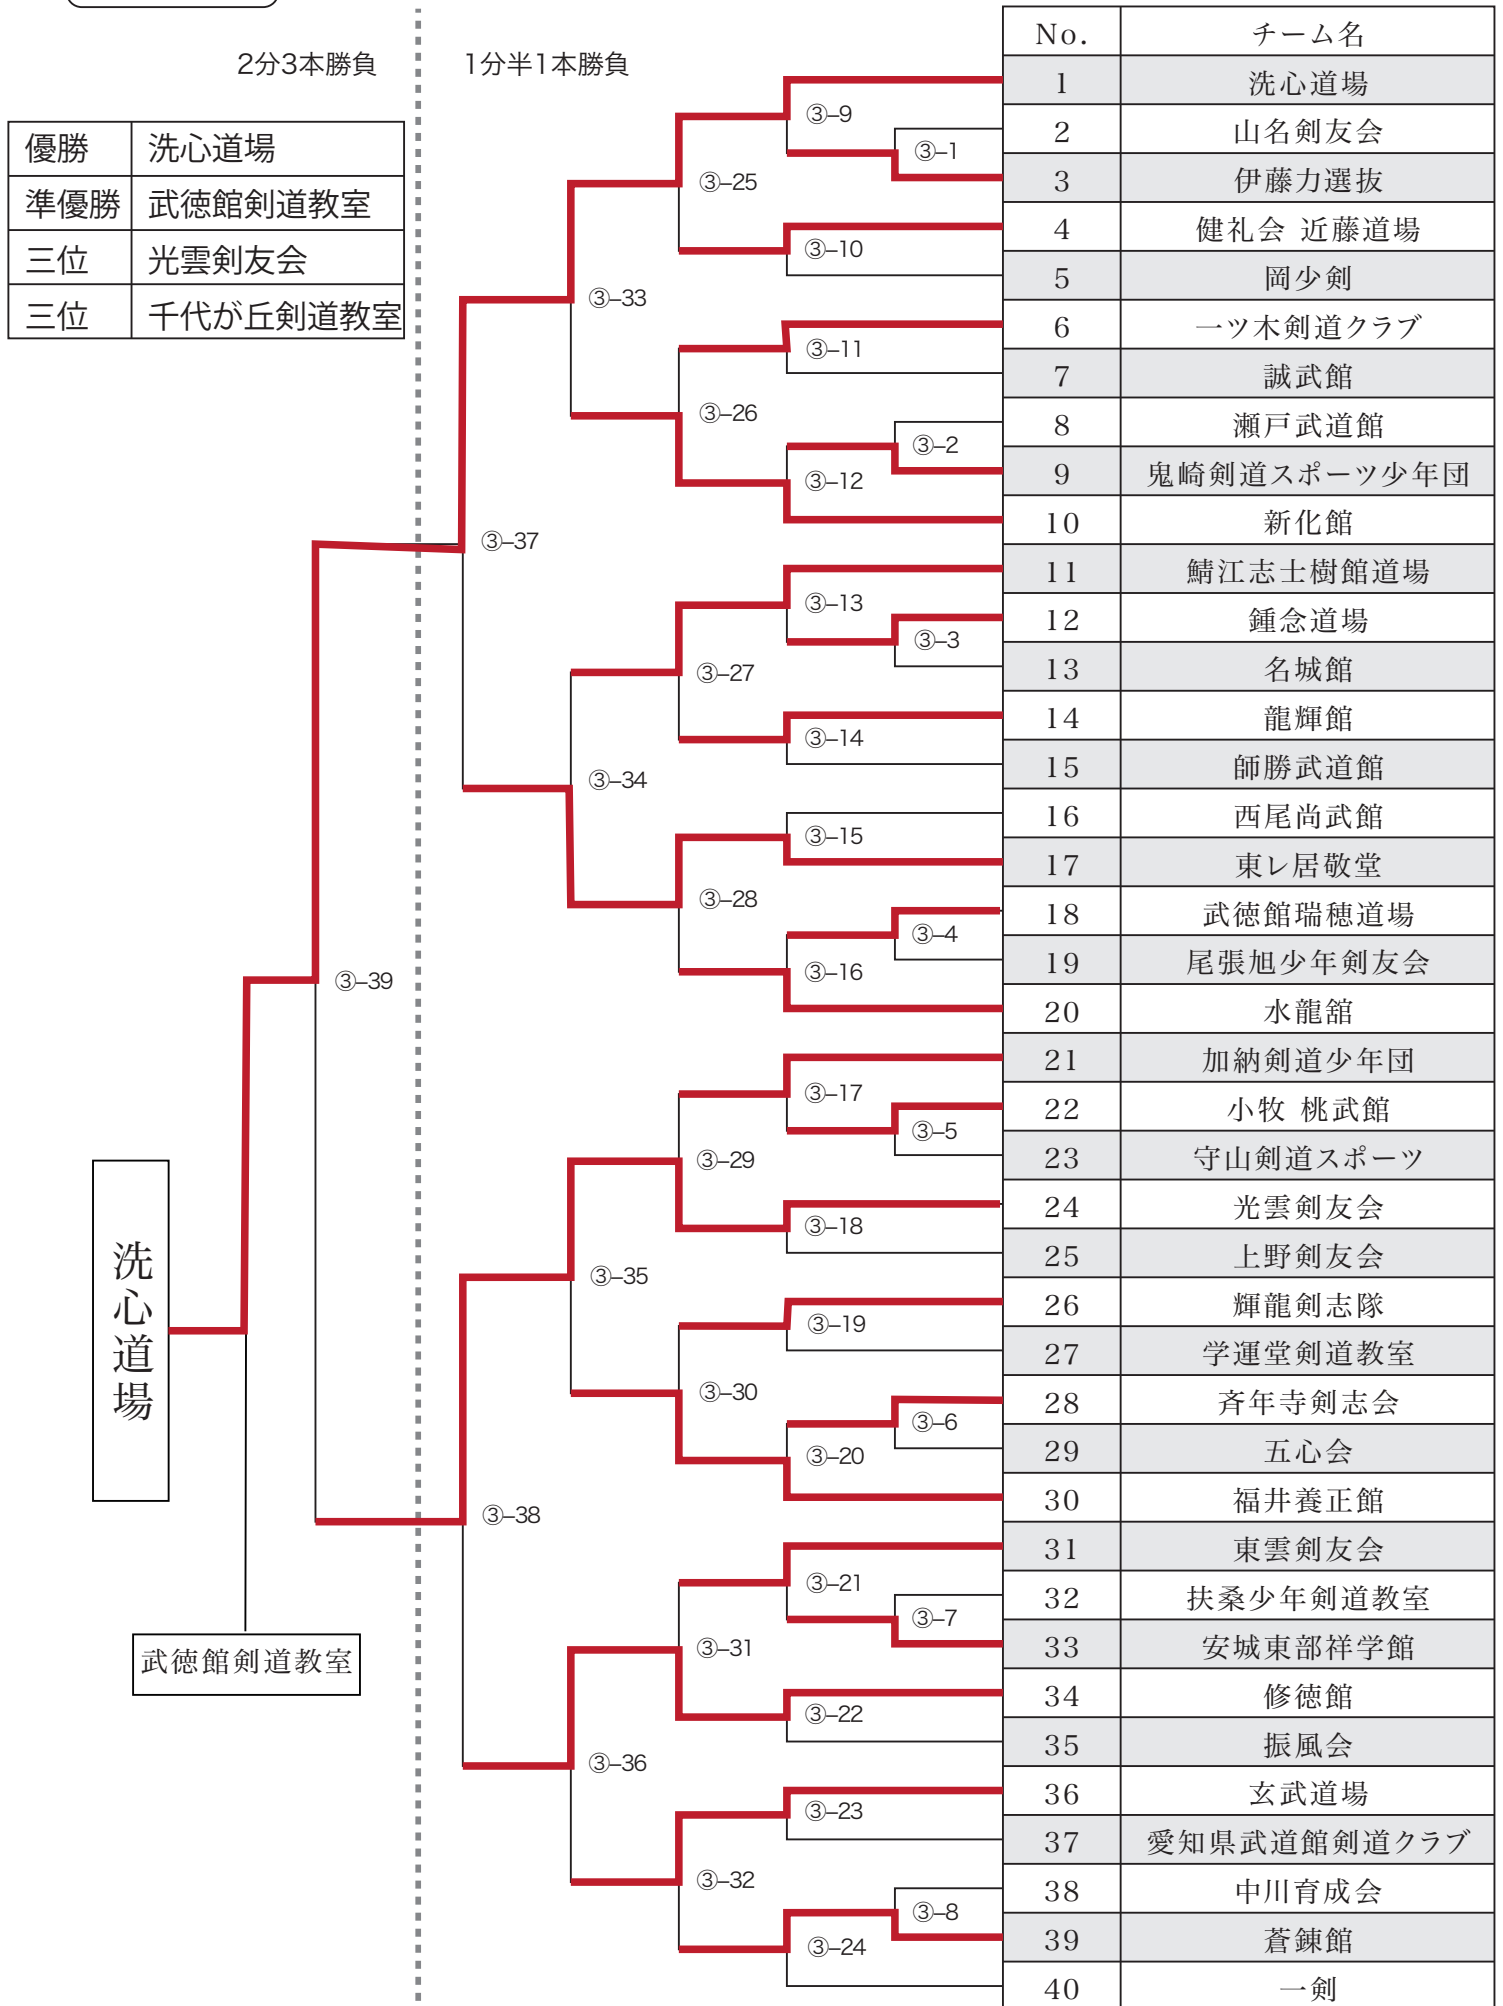 2分3本勝負
1分半1本勝負
優勝 洗心道場
準優勝 武徳館剣道教室
三位 光雲剣友会
三位 千代が丘剣道教室
No. チーム名
1 洗心道場
2 山名剣友会
3 伊藤力選抜
4 健礼会 近藤道場
5 岡少剣
6 一ツ木剣道クラブ
7 誠武館
8 瀬戸武道館
9 鬼崎剣道スポーツ少年団
10 新化館
11 鯖江志士樹館道場
12 鍾念道場
13 名城館
14 龍輝館
15 師勝武道館
16 西尾尚武館
17 東レ居敬堂
18 武徳館瑞穂道場
19 尾張旭少年剣友会
20 水龍舘
21 加納剣道少年団
22 小牧 桃武館
23 守山剣道スポーツ
24 光雲剣友会
25 上野剣友会
26 輝龍剣志隊
27 学運堂剣道教室
28 斉年寺剣志会
29 五心会
30 福井養正館
31 東雲剣友会
32 扶桑少年剣道教室
33 安城東部祥学館
34 修徳館
35 振風会
36 玄武道場
37 愛知県武道館剣道クラブ
38 中川育成会
39 蒼錬館
40 一剣
③–9
③–1
③–25
③–10
③–33
③–11
③–26
③–2
③–12
③–37
③–13
③–3
③–27
③–14
③–34
③–15
③–28
③–4
③–16
③–39
③–17
③–5
③–29
③–18
③–35
③–19
③–30
③–6
③–20
③–38
③–21
③–7
③–31
③–22
③–36
③–23
③–32
③–8
③–24
洗心道場
武徳館剣道教室